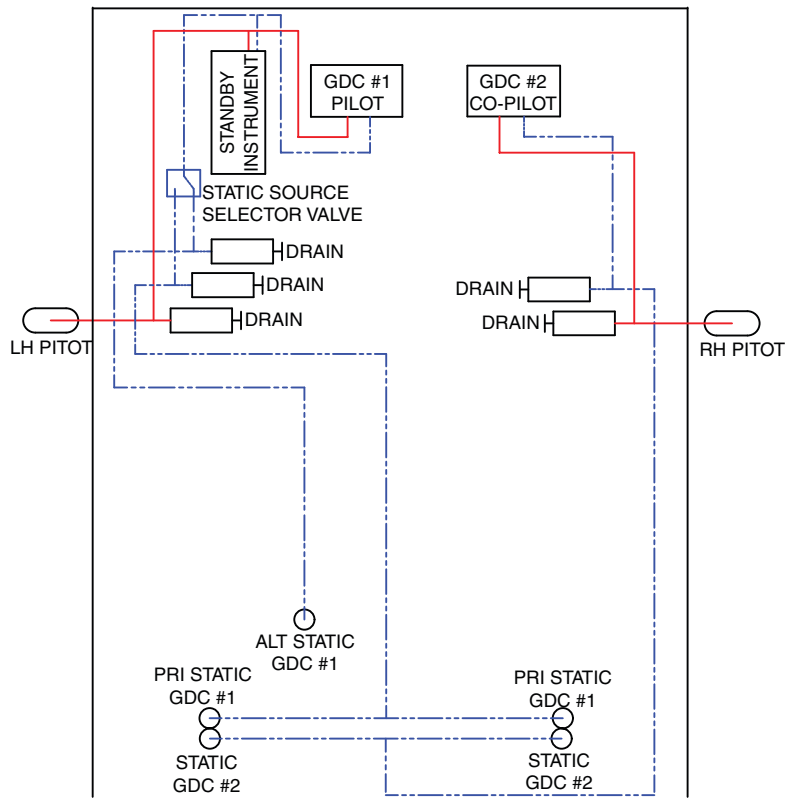 STANDBY
INSTRUMENT
GDC #1
PILOT
GDC #2
CO-PILOT
STATIC SOURCE
SELECTOR VALVE
DRAIN
DRAIN
DRAIN
DRAIN
DRAIN
LH PITOT
RH PITOT
ALT STATIC
GDC #1
PRI STATIC
GDC #1
PRI STATIC
GDC #1
STATIC
GDC #2
STATIC
GDC #2